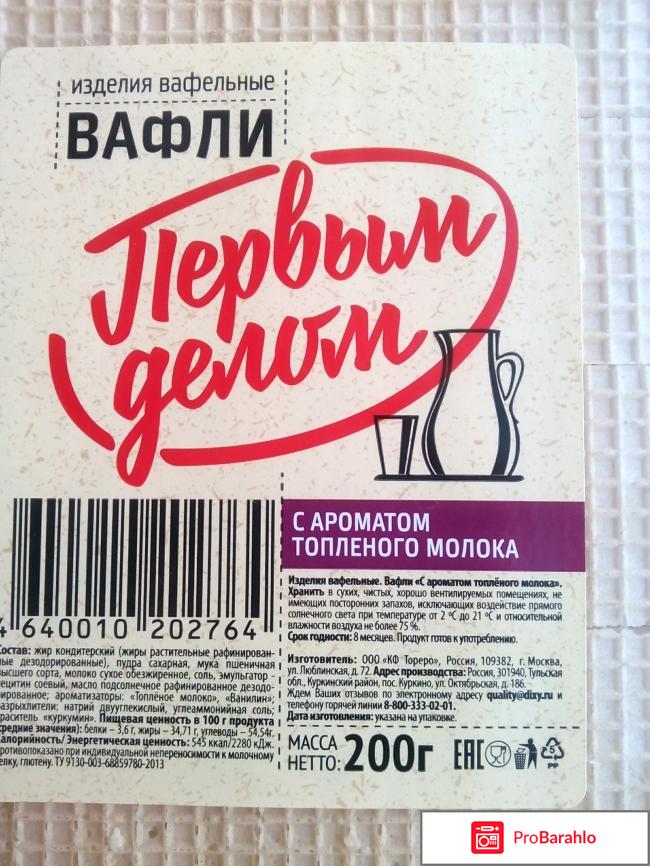 изделия вафельные
ВАФЛИ
Первым
делом
С АРОМАТОМ
ТОПЛЕНОГО МОЛОКА
4 640010 202764
Изделия вафельные. Вафли «С ароматом топлёного молока».
Хранить в сухих, чистых, хорошо вентилируемых помещениях, не
имеющих посторонних запахов, исключающих воздействие прямого
солнечного света при температуре от 2 °С до 21 °С и относительной
влажности воздуха не более 75 %.
Срок годности: 8 месяцев. Продукт готов к употреблению.
Изготовитель: ООО «КФ Тореро», Россия, 109382, г. Москва,
ул. Люблинская, д. 72. Адрес производства: Россия, 301940, Тульская
обл., Куркинский район, пос. Куркино, ул. Октябрьская, д. 186.
Ждем Ваших отзывов по электронному адресу quality@dixy.ru и
телефону горячей линии 8-800-333-02-01.
Дата изготовления: указана на упаковке.
Состав: жир кондитерский (жиры растительные рафинирован-
ные дезодорированные), пудра сахарная, мука пшеничная
высшего сорта, молоко сухое обезжиренное, соль, эмульгатор -
лецитин соевый, масло подсолнечное рафинированное дезодо-
рированное; ароматизаторы: «Топлёное молоко», «Ванилин»;
разрыхлители: натрий двууглекислый, углеаммонийная соль;
краситель «куркумин». Пищевая ценность в 100 г продукта
(средние значения): белки – 3,6 г, жиры – 34,71 г, углеводы – 54,54г.
Калорийность/ Энергетическая ценность: 545 ккал/2280 кДж.
Противопоказано при индивидуальной непереносимости к молочному
белку, глютену. ТУ 9130-003-68859780-2013
МАССА
НЕТТО: 200г
EAC
5
PP
ProBarahlo